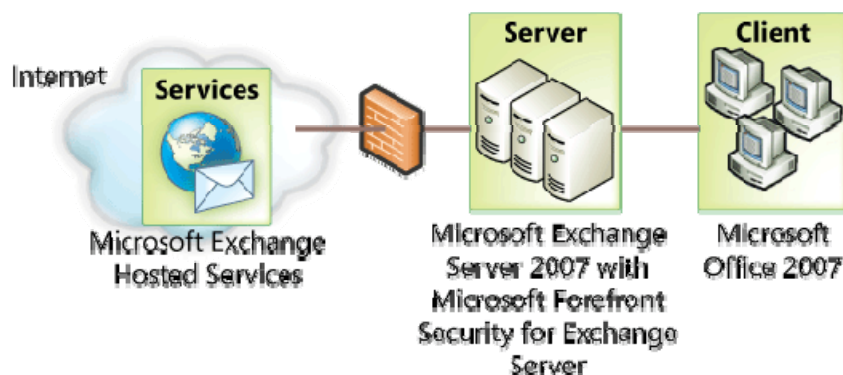 Internet
Services
Microsoft Exchange
Hosted Services
Server
Microsoft Exchange
Server 2007 with
Microsoft Forefront
Security for Exchange
Server
Client
Microsoft
Office 2007